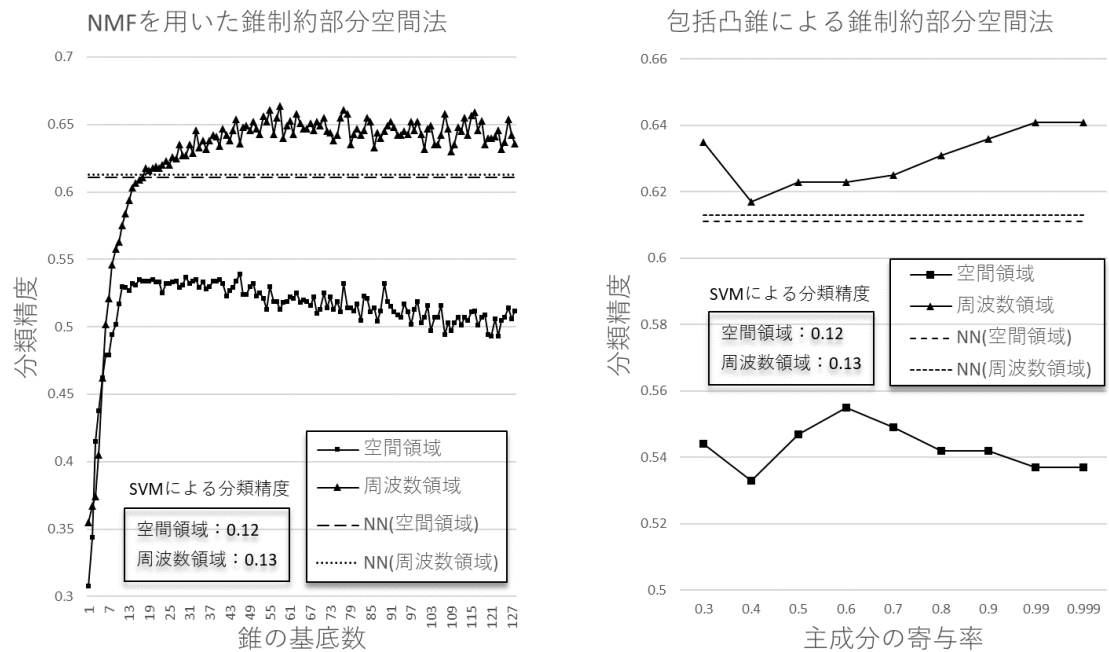 NMFを用いた錐制約部分空間法
0.7
0.65
0.6
0.55
0.5
0.45
0.4
0.35
0.3
分類精度
空間領域
周波数領域
NN(空間領域)
NN(周波数領域)
SVMによる分類精度
空間領域：0.12
周波数領域：0.13
1 7 13 19 25 31 37 43 49 55 61 67 73 79 85 91 97 103 109 115 121 127
錐の基底数
包括凸錐による錐制約部分空間法
0.66
0.64
0.62
0.6
0.58
0.56
0.54
0.52
0.5
分類精度
空間領域
周波数領域
NN(空間領域)
NN(周波数領域)
SVMによる分類精度
空間領域：0.12
周波数領域：0.13
0.3 0.4 0.5 0.6 0.7 0.8 0.9 0.99 0.999
主成分の寄与率